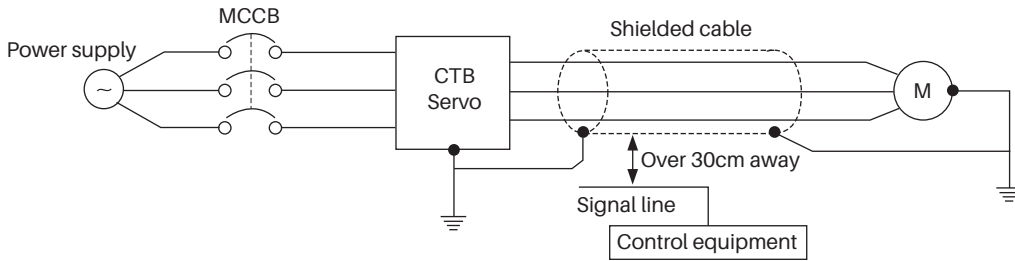 MCCB
Shielded cable
Power supply
~
CTB
Servo
M
Over 30cm away
Signal line
Control equipment